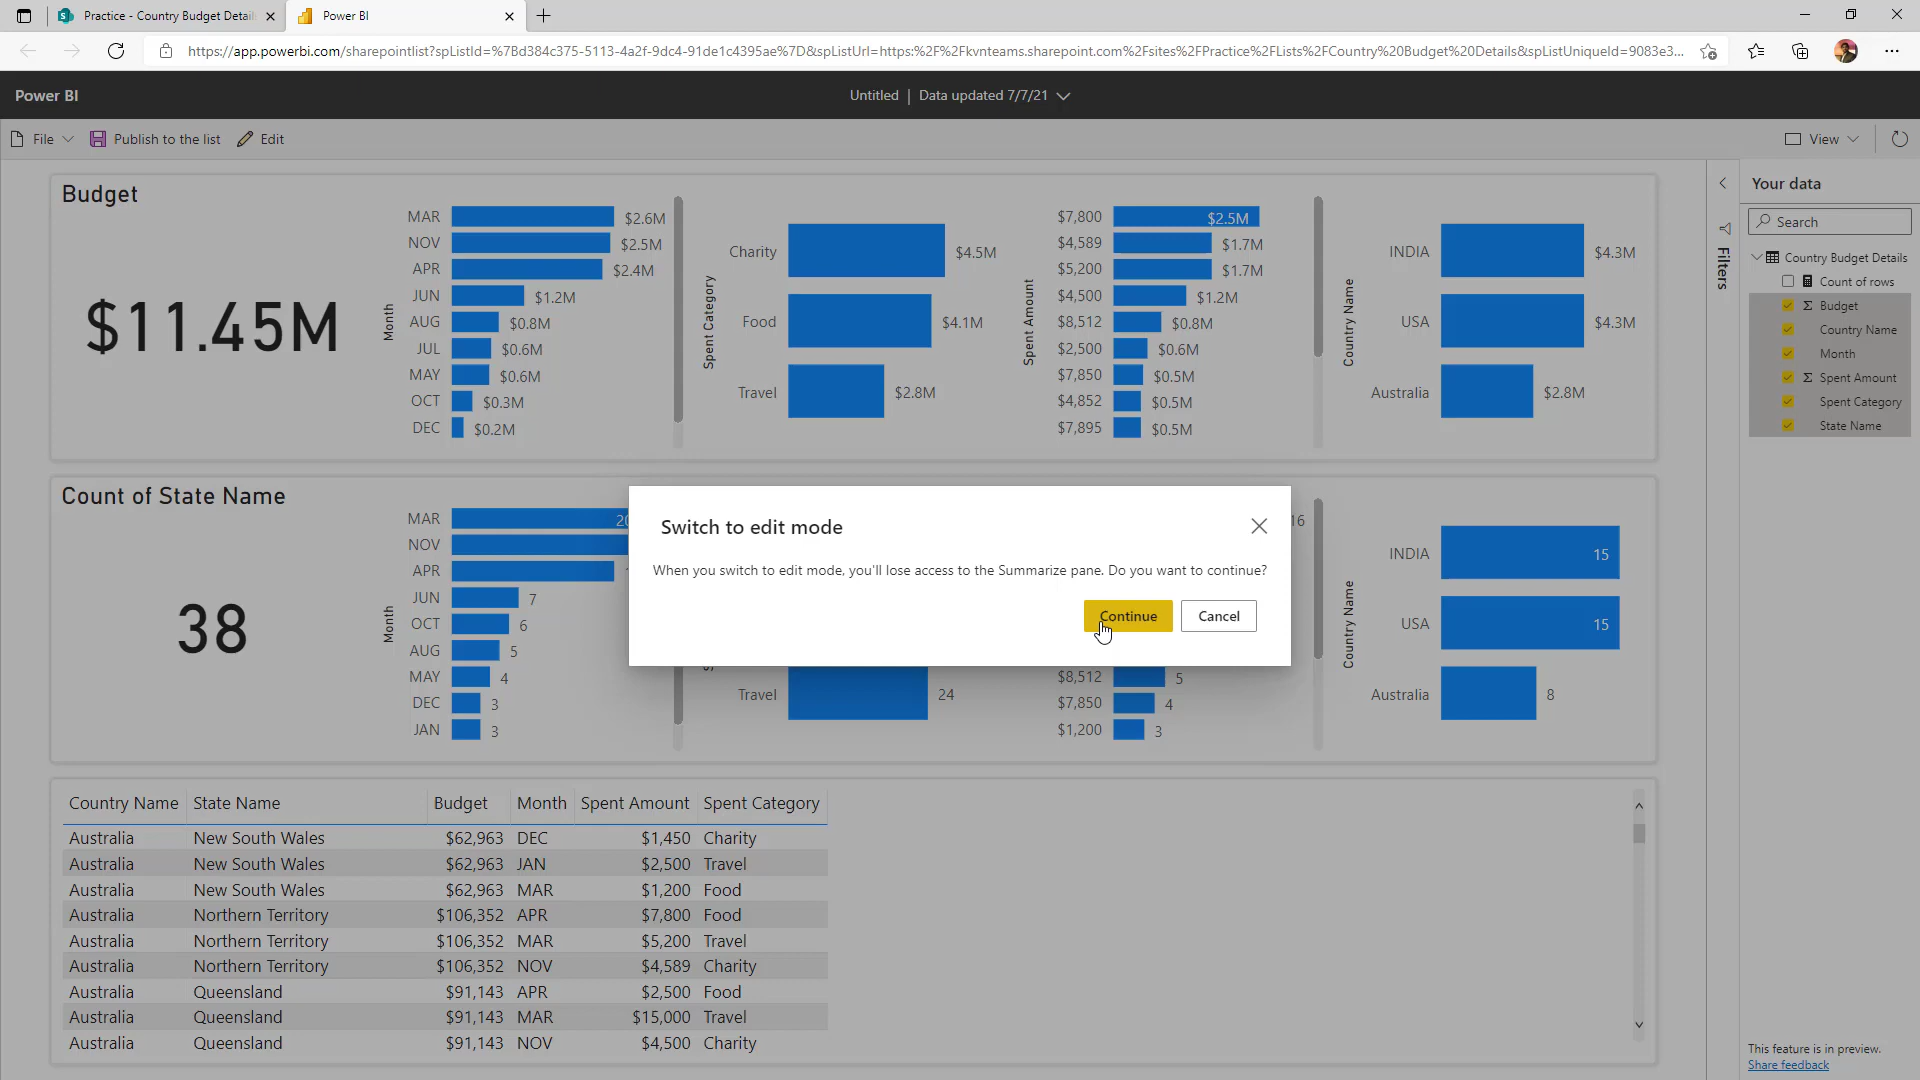 Practice - Country Budget Detail
Power BI
https://app.powerbi.com/sharepointlist?spListId=%7Bd384c375-5113-4a2f-9dc4-91de1c4395ae%7D&spListUrl=https:%2F%2Fkvnteams.sharepoint.com%2Fsites%2FPractice%2FLists%2FCountry%20Budget%20Details&spListUniqueId=9083e3...
Power BI
Untitled | Data updated 7/7/21
File
Publish to the list
Edit
View
Budget
$11.45M
Month
MAR $2.6M
NOV $2.5M
APR $2.4M
JUN $1.2M
AUG $0.8M
JUL $0.6M
MAY $0.6M
OCT $0.3M
DEC $0.2M
Spent Category
Charity $4.5M
Food $4.1M
Travel $2.8M
Spent Amount
$7,800 $2.5M
$4,589 $1.7M
$5,200 $1.7M
$4,500 $1.2M
$8,512 $0.8M
$2,500 $0.6M
$7,850 $0.5M
$4,852 $0.5M
$7,895 $0.5M
Country Name
INDIA $4.3M
USA $4.3M
Australia $2.8M
Count of State Name
38
Month
MAR 20
NOV
APR
JUN 7
OCT 6
AUG 5
MAY 4
DEC 3
JAN 3
Travel 24
16
$8,512 5
$7,850 4
$1,200 3
Country Name
INDIA 15
USA 15
Australia 8
Switch to edit mode
When you switch to edit mode, you'll lose access to the Summarize pane. Do you want to continue?
Continue
Cancel
Country Name State Name Budget Month Spent Amount Spent Category
Australia New South Wales $62,963 DEC $1,450 Charity
Australia New South Wales $62,963 JAN $2,500 Travel
Australia New South Wales $62,963 MAR $1,200 Food
Australia Northern Territory $106,352 APR $7,800 Food
Australia Northern Territory $106,352 MAR $5,200 Travel
Australia Northern Territory $106,352 NOV $4,589 Charity
Australia Queensland $91,143 APR $2,500 Food
Australia Queensland $91,143 MAR $15,000 Travel
Australia Queensland $91,143 NOV $4,500 Charity
Filters
Your data
Search
Country Budget Details
Count of rows
Σ Budget
Country Name
Month
Σ Spent Amount
Spent Category
State Name
This feature is in preview.
Share feedback